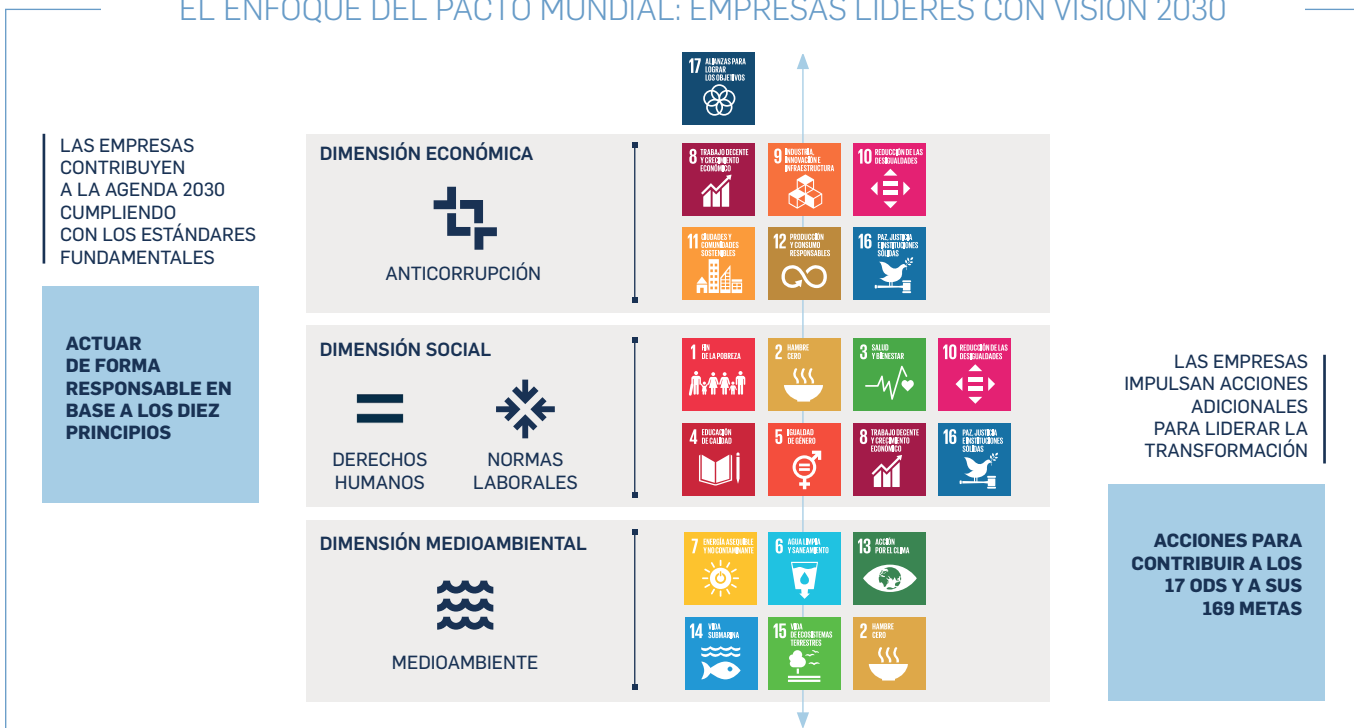 EL ENFOQUE DEL PACTO MUNDIAL: EMPRESAS LÍDERES CON VISIÓN 2030
LAS EMPRESAS
CONTRIBUYEN
A LA AGENDA 2030
CUMPLIENDO
CON LOS ESTÁNDARES
FUNDAMENTALES
ACTUAR
DE FORMA
RESPONSABLE EN
BASE A LOS DIEZ
PRINCIPIOS
17 ALIANZAS PARA
LOGRAR
LOS OBJETIVOS
DIMENSIÓN ECONÓMICA
ANTICORRUPCIÓN
8 TRABAJO DECENTE
Y CRECIMIENTO
ECONÓMICO
9 INDUSTRIA,
INNOVACIÓN E
INFRAESTRUCTURA
10 REDUCCIÓN DE LAS
DESIGUALDADES
11 CIUDADES Y
COMUNIDADES
SOSTENIBLES
12 PRODUCCIÓN
Y CONSUMO
RESPONSABLES
16 PAZ, JUSTICIA
E INSTITUCIONES
SÓLIDAS
DIMENSIÓN SOCIAL
DERECHOS
HUMANOS
NORMAS
LABORALES
1 FIN
DE LA POBREZA
2 HAMBRE
CERO
3 SALUD
Y BIENESTAR
10 REDUCCIÓN DE LAS
DESIGUALDADES
4 EDUCACIÓN
DE CALIDAD
5 IGUALDAD
DE GÉNERO
8 TRABAJO DECENTE
Y CRECIMIENTO
ECONÓMICO
16 PAZ, JUSTICIA
E INSTITUCIONES
SÓLIDAS
DIMENSIÓN MEDIOAMBIENTAL
MEDIOAMBIENTE
7 ENERGÍA ASEQUIBLE
Y NO CONTAMINANTE
6 AGUA LIMPIA
Y SANEAMIENTO
13 ACCIÓN
POR EL CLIMA
14 VIDA
SUBMARINA
15 VIDA
DE ECOSISTEMAS
TERRESTRES
2 HAMBRE
CERO
LAS EMPRESAS
IMPULSAN ACCIONES
ADICIONALES
PARA LIDERAR LA
TRANSFORMACIÓN
ACCIONES PARA
CONTRIBUIR A LOS
17 ODS Y A SUS
169 METAS